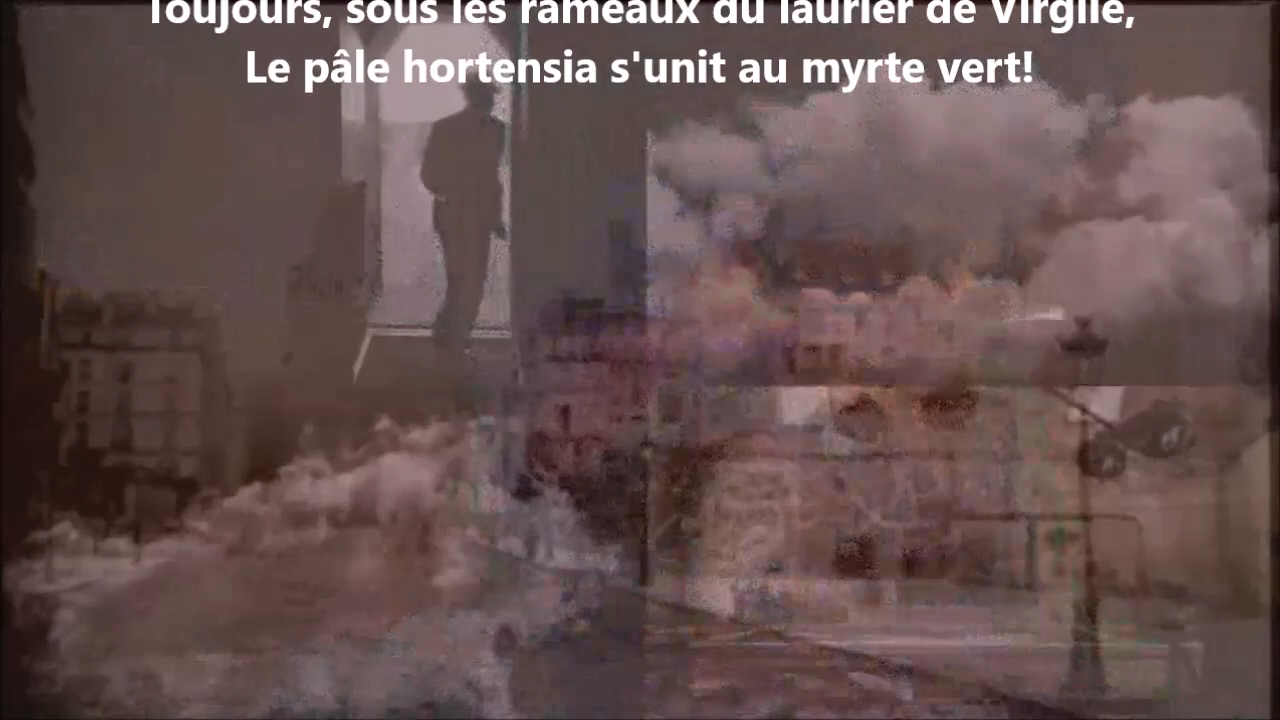 Toujours, sous les rameaux du laurier de Virgile,
Le pâle hortensia s'unit au myrte vert!